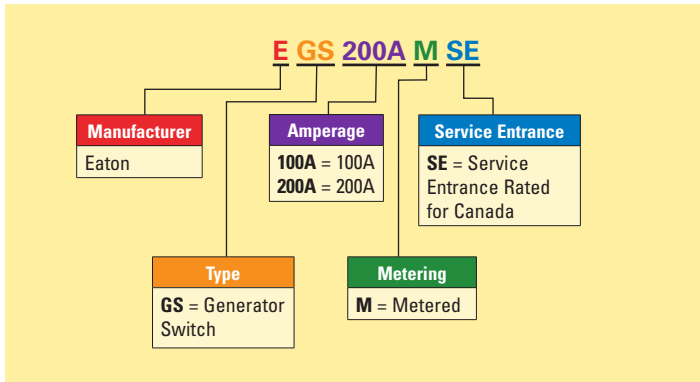 E GS 200A M SE
Manufacturer
Eaton
Amperage
100A = 100A
200A = 200A
Service Entrance
SE = Service
Entrance Rated
for Canada
Type
GS = Generator
Switch
Metering
M = Metered